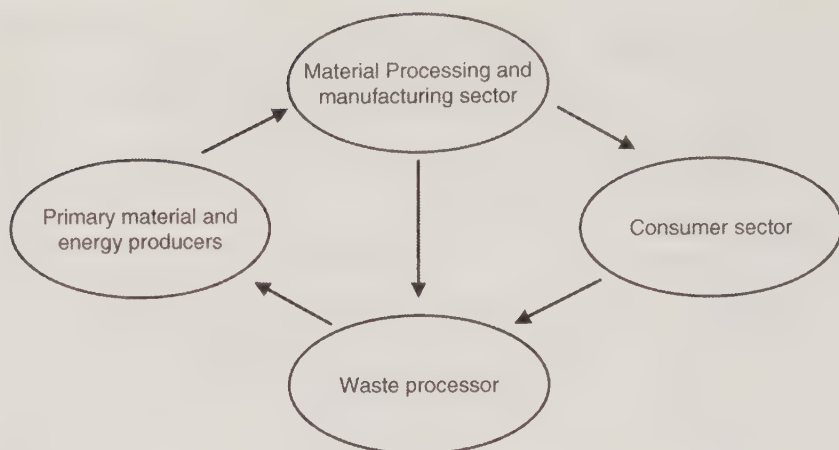 Material Processing and
manufacturing sector
Primary material and
energy producers
Consumer sector
Waste processor